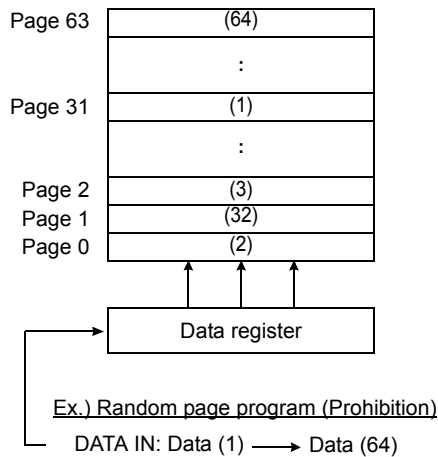 Page 63 (64)
:
Page 31 (1)
:
Page 2 (3)
Page 1 (32)
Page 0 (2)
Data register
Ex.) Random page program (Prohibition)
DATA IN: Data (1) Data (64)